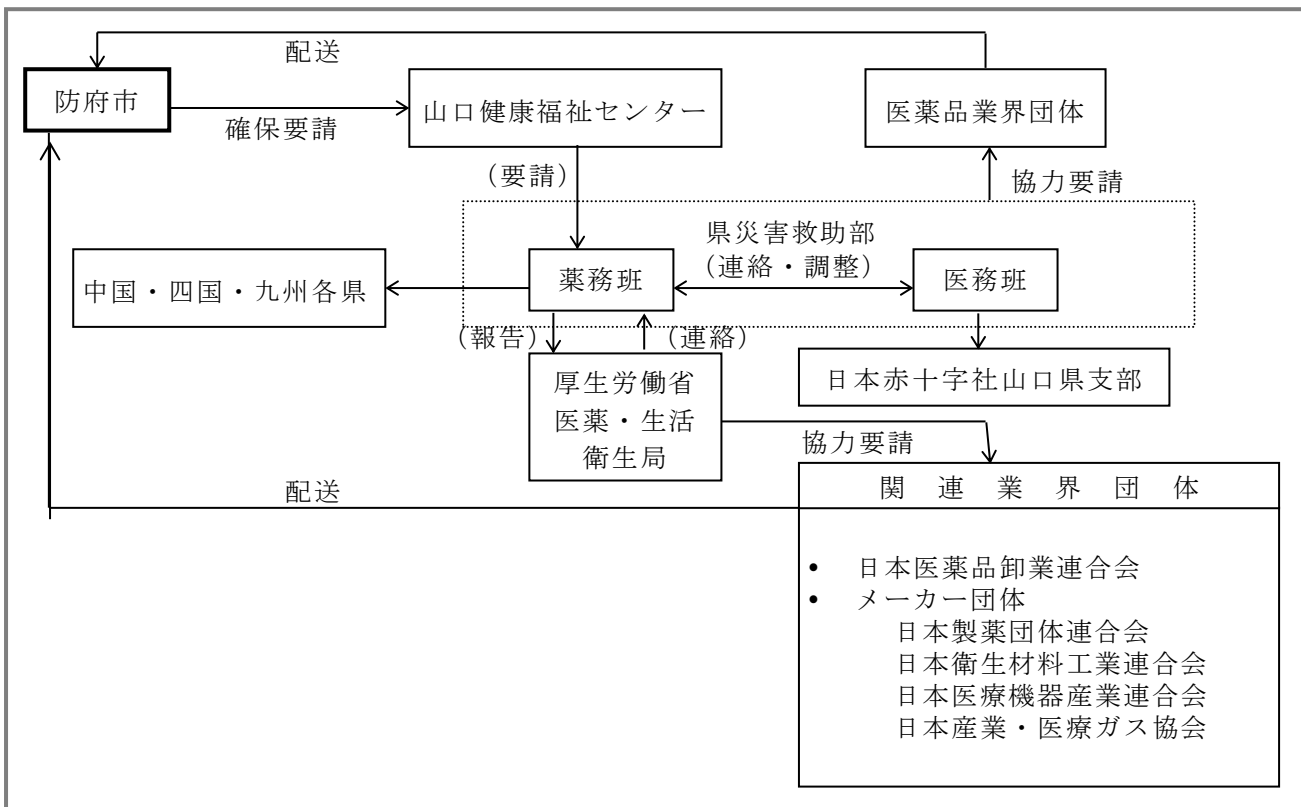 配送
防府市
確保要請
山口健康福祉センター
医薬品業界団体
(要請)
協力要請
県災害救助部
(連絡・調整)
薬務班
医務班
中国・四国・九州各県
(報告)
(連絡)
日本赤十字社山口県支部
厚生労働省
医薬・生活
衛生局
協力要請
配送
関連業界団体
• 日本医薬品卸業連合会
• メーカー団体
日本製薬団体連合会
日本衛生材料工業連合会
日本医療機器産業連合会
日本産業・医療ガス協会